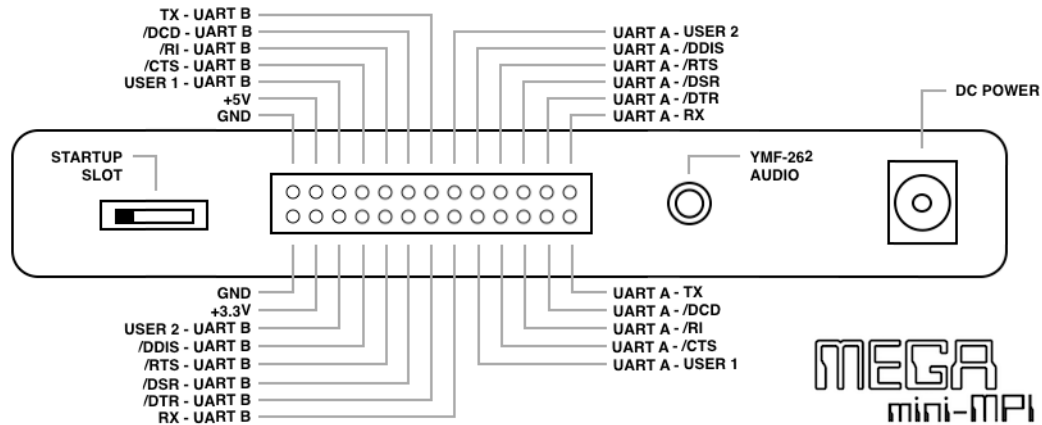 TX - UART B
/DCD - UART B
/RI - UART B
/CTS - UART B
USER 1 - UART B
+5V
GND
UART A - USER 2
UART A - /DDIS
UART A - /RTS
UART A - /DSR
UART A - /DTR
UART A - RX
DC POWER
STARTUP
SLOT
YMF-262
AUDIO
GND
+3.3V
USER 2 - UART B
/DDIS - UART B
/RTS - UART B
/DSR - UART B
/DTR - UART B
RX - UART B
UART A - TX
UART A - /DCD
UART A - /RI
UART A - /CTS
UART A - USER 1
MEGA
mini-MPI